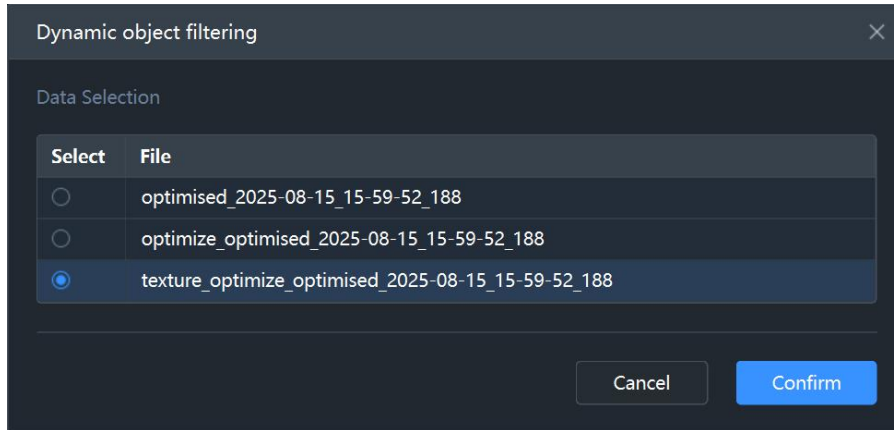 Dynamic object filtering
Data Selection
Select File
optimised_2025-08-15_15-59-52_188
optimize_optimised_2025-08-15_15-59-52_188
texture_optimize_optimised_2025-08-15_15-59-52_188
Cancel Confirm